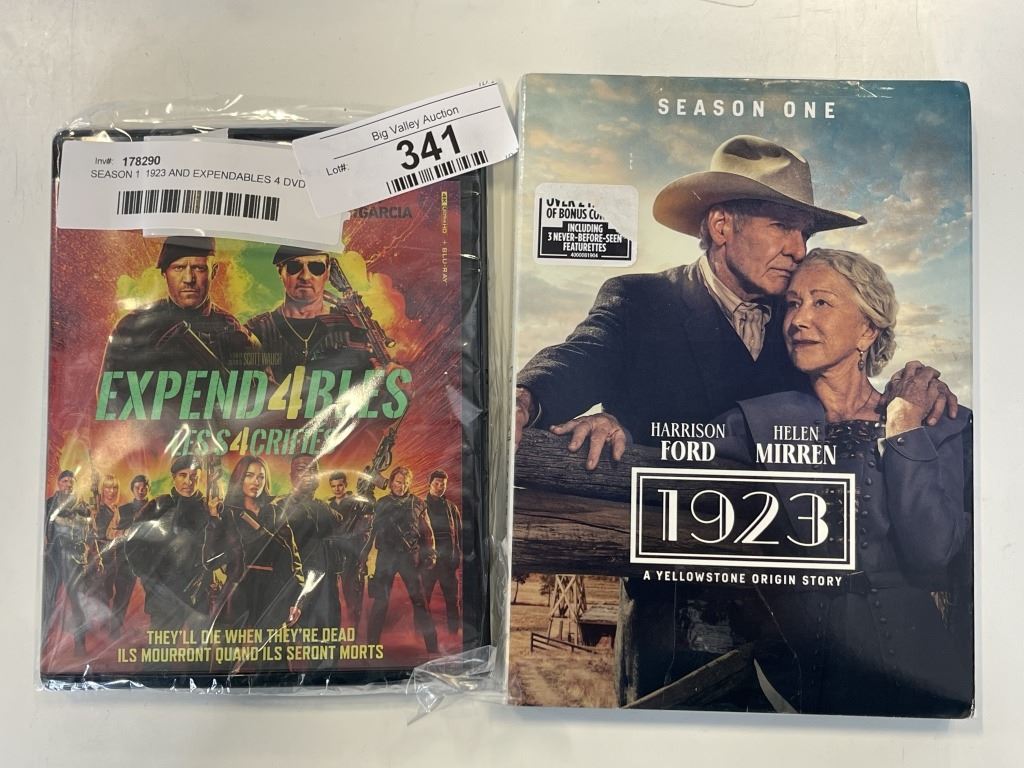 Inv#: 178290
SEASON 1 1923 AND EXPENDABLES 4 DVD
Big Valley Auction
Lot#: 341
GARCIA
4K ULTRA HD + BLU-RAY
SCOTT WAUGH
EXPEND4BLES
LES S4CRIFIÉS
THEY'LL DIE WHEN THEY'RE DEAD
ILS MOURRONT QUAND ILS SERONT MORTS
SEASON ONE
OF BONUS
INCLUDING
3 NEVER-BEFORE-SEEN
FEATURETTES
4000081904
HARRISON FORD
HELEN MIRREN
1923
A YELLOWSTONE ORIGIN STORY